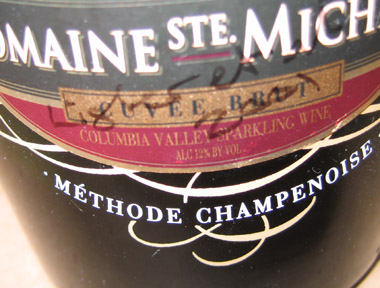 DOMAINE STE. MICH
CUVÉE BRUT
COLUMBIA VALLEY SPARKLING WINE
ALC 12% BY VOL.
· MÉTHODE CHAMPENOISE